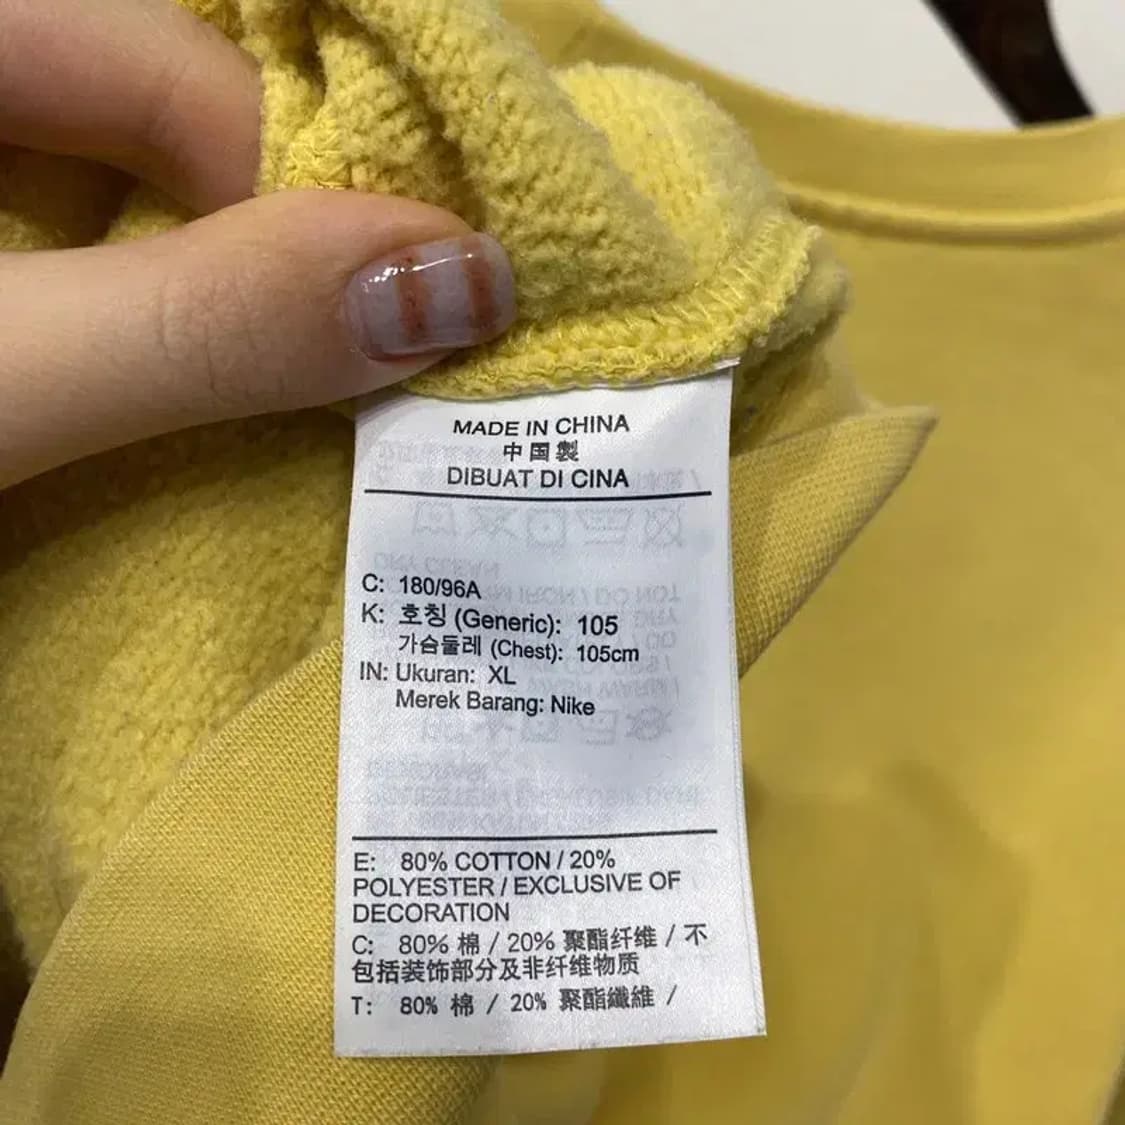 MADE IN CHINA
中国製
DIBUAT DI CINA
C: 180/96A
K: 호칭 (Generic): 105
가슴둘레 (Chest): 105cm
IN: Ukuran: XL
Merek Barang: Nike
E: 80% COTTON / 20%
POLYESTER / EXCLUSIVE OF
DECORATION
C: 80% 棉 / 20% 聚酯纤维 / 不
包括装饰部分及非纤维物质
T: 80% 棉 / 20% 聚酯纖維 /